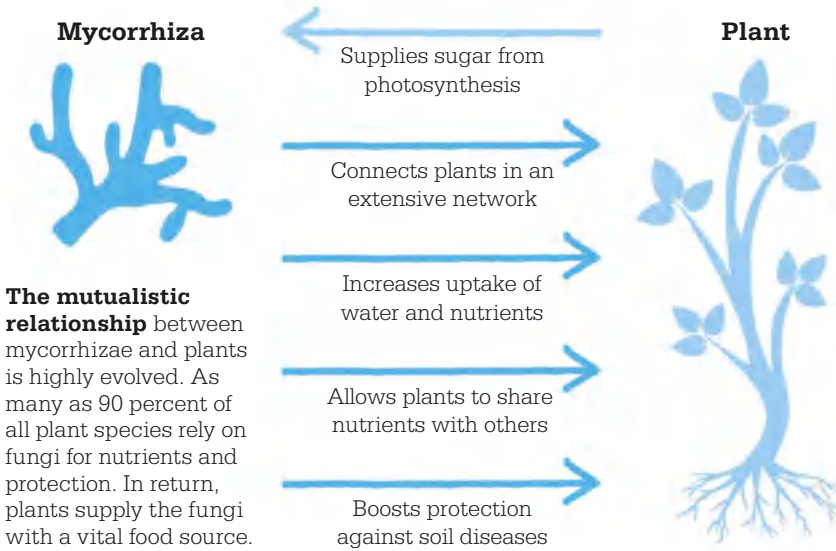 Mycorrhiza
Plant
Supplies sugar from
photosynthesis
Connects plants in an
extensive network
Increases uptake of
water and nutrients
Allows plants to share
nutrients with others
Boosts protection
against soil diseases
The mutualistic
relationship between
mycorrhizae and plants
is highly evolved. As
many as 90 percent of
all plant species rely on
fungi for nutrients and
protection. In return,
plants supply the fungi
with a vital food source.